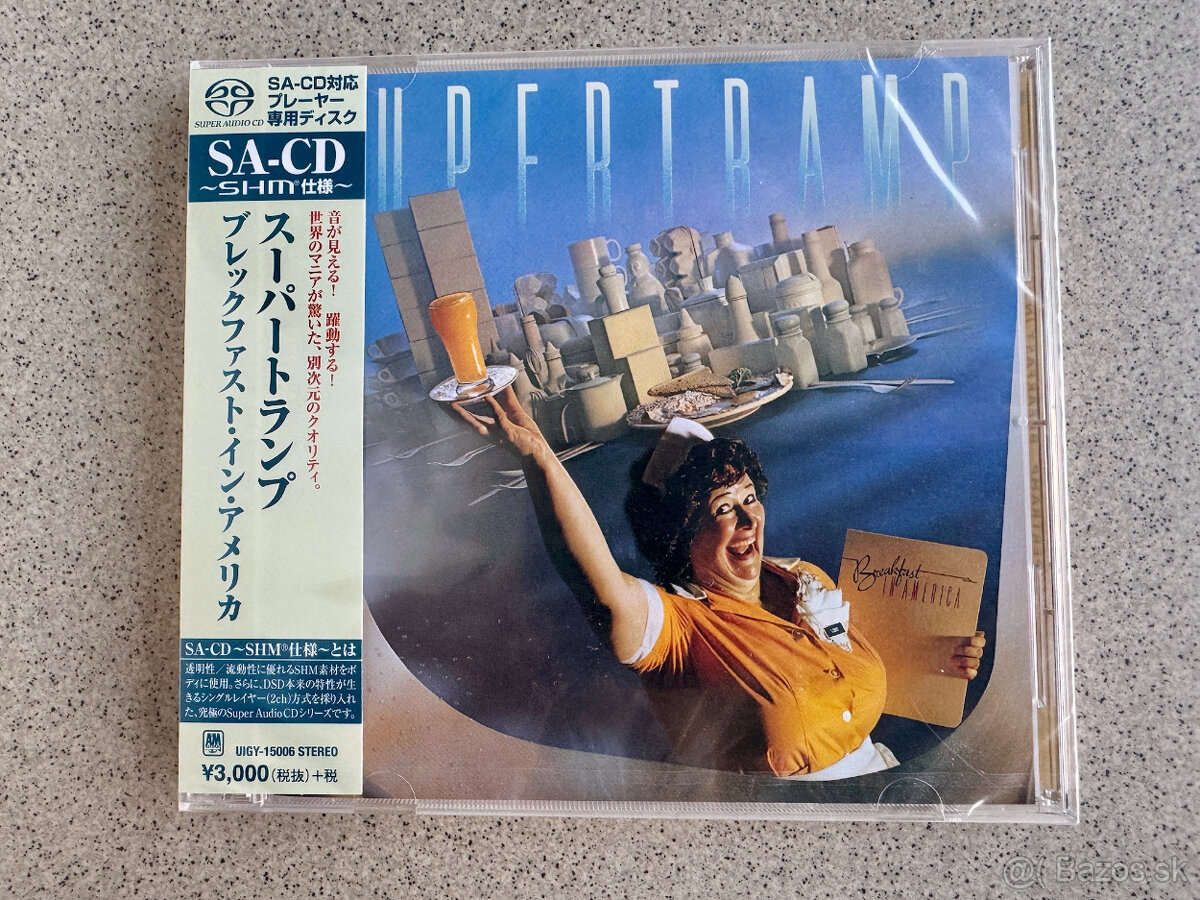 SUPER AUDIO CD
SA-CD対応
プレーヤー
専用ディスク
SA-CD
～SHM®仕様～
音が見える！ 躍動する！
世界のマニアが驚いた、別次元のクオリティ。
スーパートランプ
ブレックファスト・イン・アメリカ
SA-CD～SHM®仕様～とは
透明性／流動性に優れるSHM素材をボ
ディに使用。さらに、DSD本来の特性が生
きるシングルレイヤー(2ch)方式を採り入れ
た、究極のSuper Audio CDシリーズです。
A&M
UIGY-15006 STEREO
¥3,000(税抜)+税
UPERTRAMP
Breakfast
IN AMERICA
@( Bazos.sk